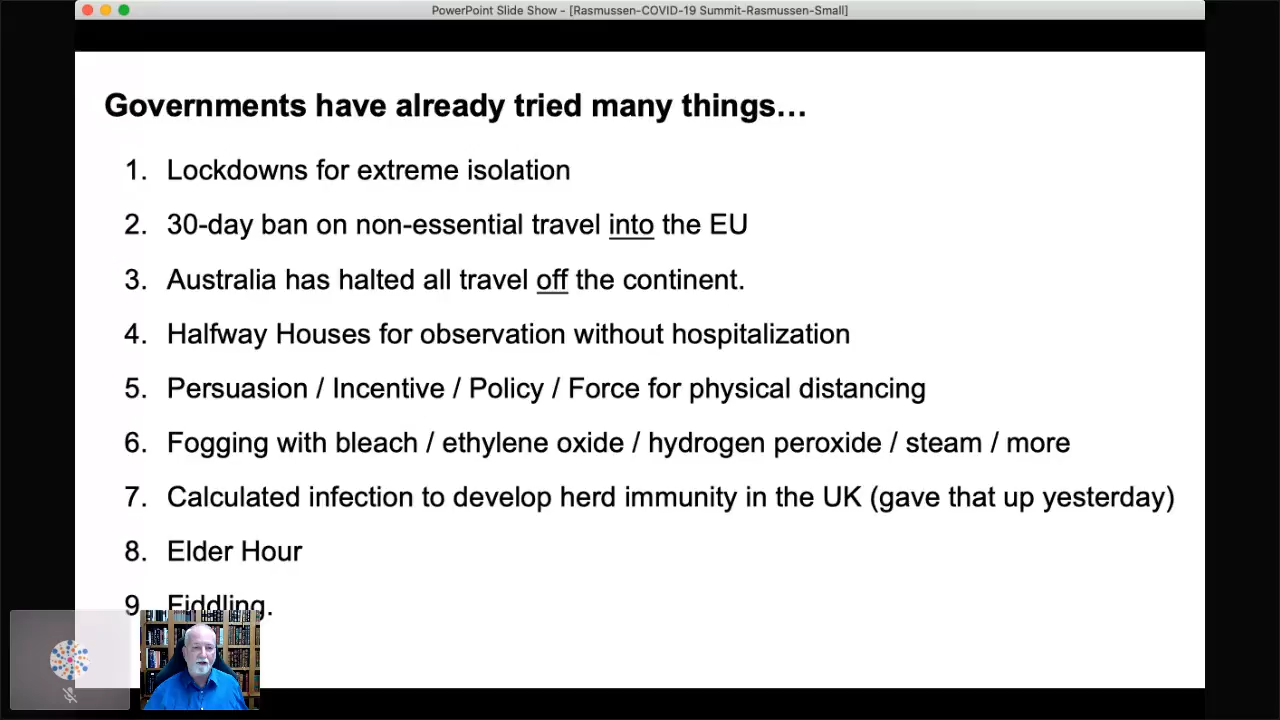 PowerPoint Slide Show - [Rasmussen-COVID-19 Summit-Rasmussen-Small]
Governments have already tried many things…
1. Lockdowns for extreme isolation
2. 30-day ban on non-essential travel into the EU
3. Australia has halted all travel off the continent.
4. Halfway Houses for observation without hospitalization
5. Persuasion / Incentive / Policy / Force for physical distancing
6. Fogging with bleach / ethylene oxide / hydrogen peroxide / steam / more
7. Calculated infection to develop herd immunity in the UK (gave that up yesterday)
8. Elder Hour
9. Fiddling.